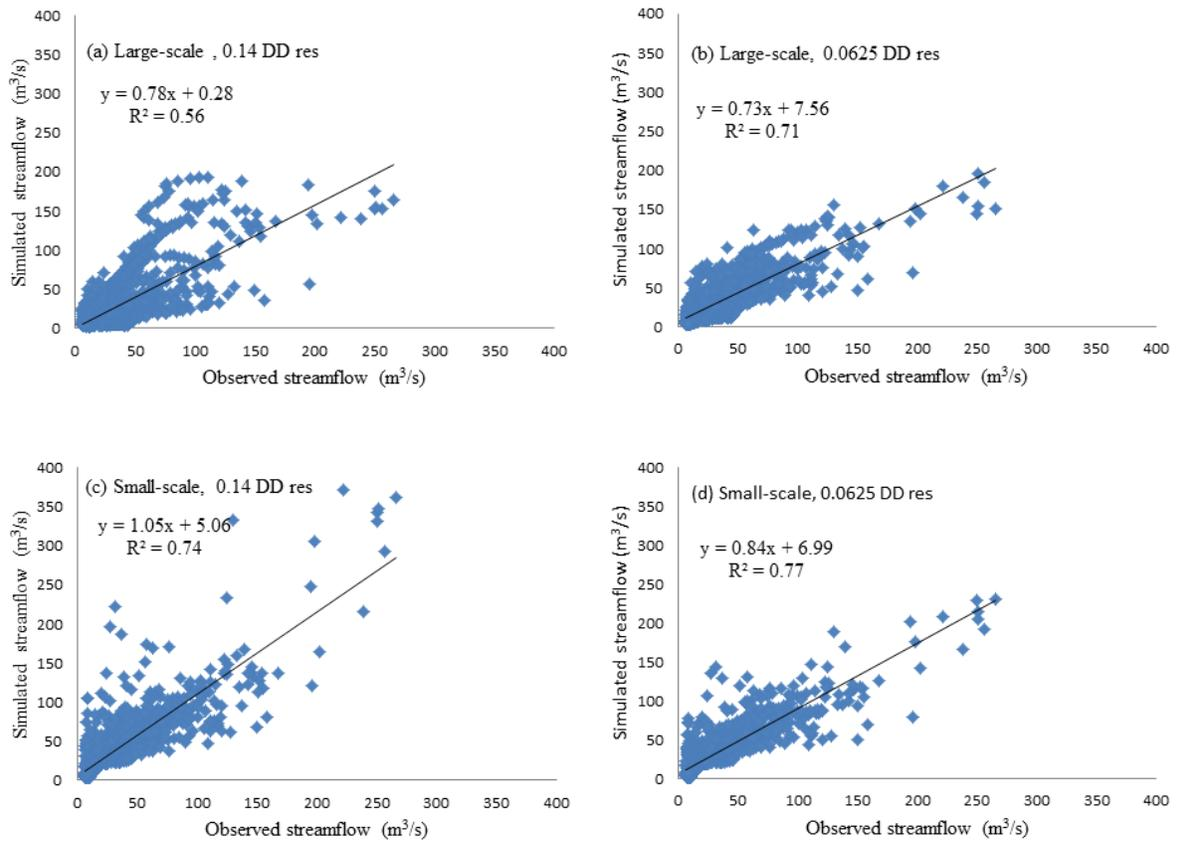 (a) Large-scale , 0.14 DD res
y = 0.78x + 0.28
R² = 0.56
400
350
300
250
200
150
100
50
0
Simulated streamflow (m³/s)
0 50 100 150 200 250 300 350 400
Observed streamflow (m³/s)
(b) Large-scale, 0.0625 DD res
y = 0.73x + 7.56
R² = 0.71
400
350
300
250
200
150
100
50
0
Simulated streamflow (m³/s)
0 50 100 150 200 250 300 350 400
Observed streamflow (m³/s)
(c) Small-scale, 0.14 DD res
y = 1.05x + 5.06
R² = 0.74
400
350
300
250
200
150
100
50
0
Simulated streamflow (m³/s)
0 50 100 150 200 250 300 350 400
Observed streamflow (m³/s)
(d) Small-scale, 0.0625 DD res
y = 0.84x + 6.99
R² = 0.77
400
350
300
250
200
150
100
50
0
Simulated streamflow (m³/s)
0 50 100 150 200 250 300 350 400
Observed streamflow (m³/s)